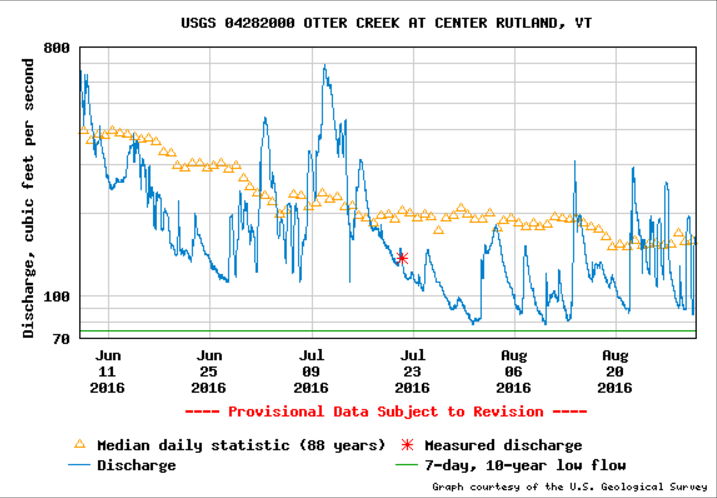 USGS 04282000 OTTER CREEK AT CENTER RUTLAND, VT
800
Discharge, cubic feet per second
100
70
Jun Jun Jul Jul Aug Aug
11 25 09 23 06 20
2016 2016 2016 2016 2016 2016
---- Provisional Data Subject to Revision ----
Median daily statistic (88 years) Measured discharge
Discharge 7-day, 10-year low flow
Graph courtesy of the U.S. Geological Survey